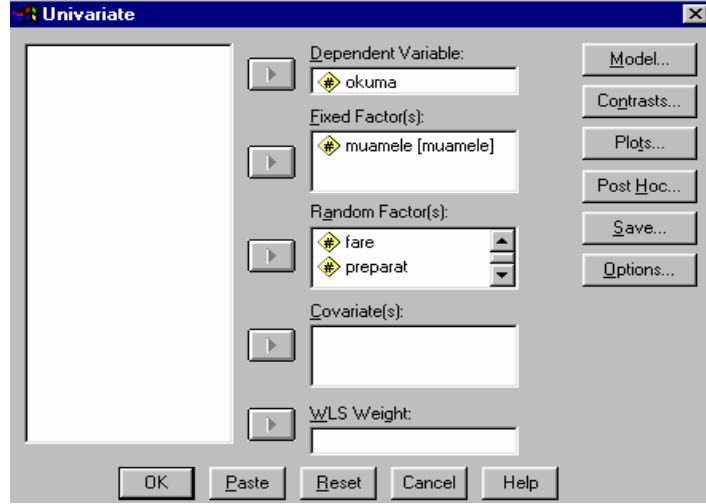 Univariate
Dependent Variable:
okuma
Fixed Factor(s):
muamele [muamele]
Random Factor(s):
fare
preparat
Covariate(s):
WLS Weight:
Model...
Contrasts...
Plots...
Post Hoc...
Save...
Options...
OK
Paste
Reset
Cancel
Help